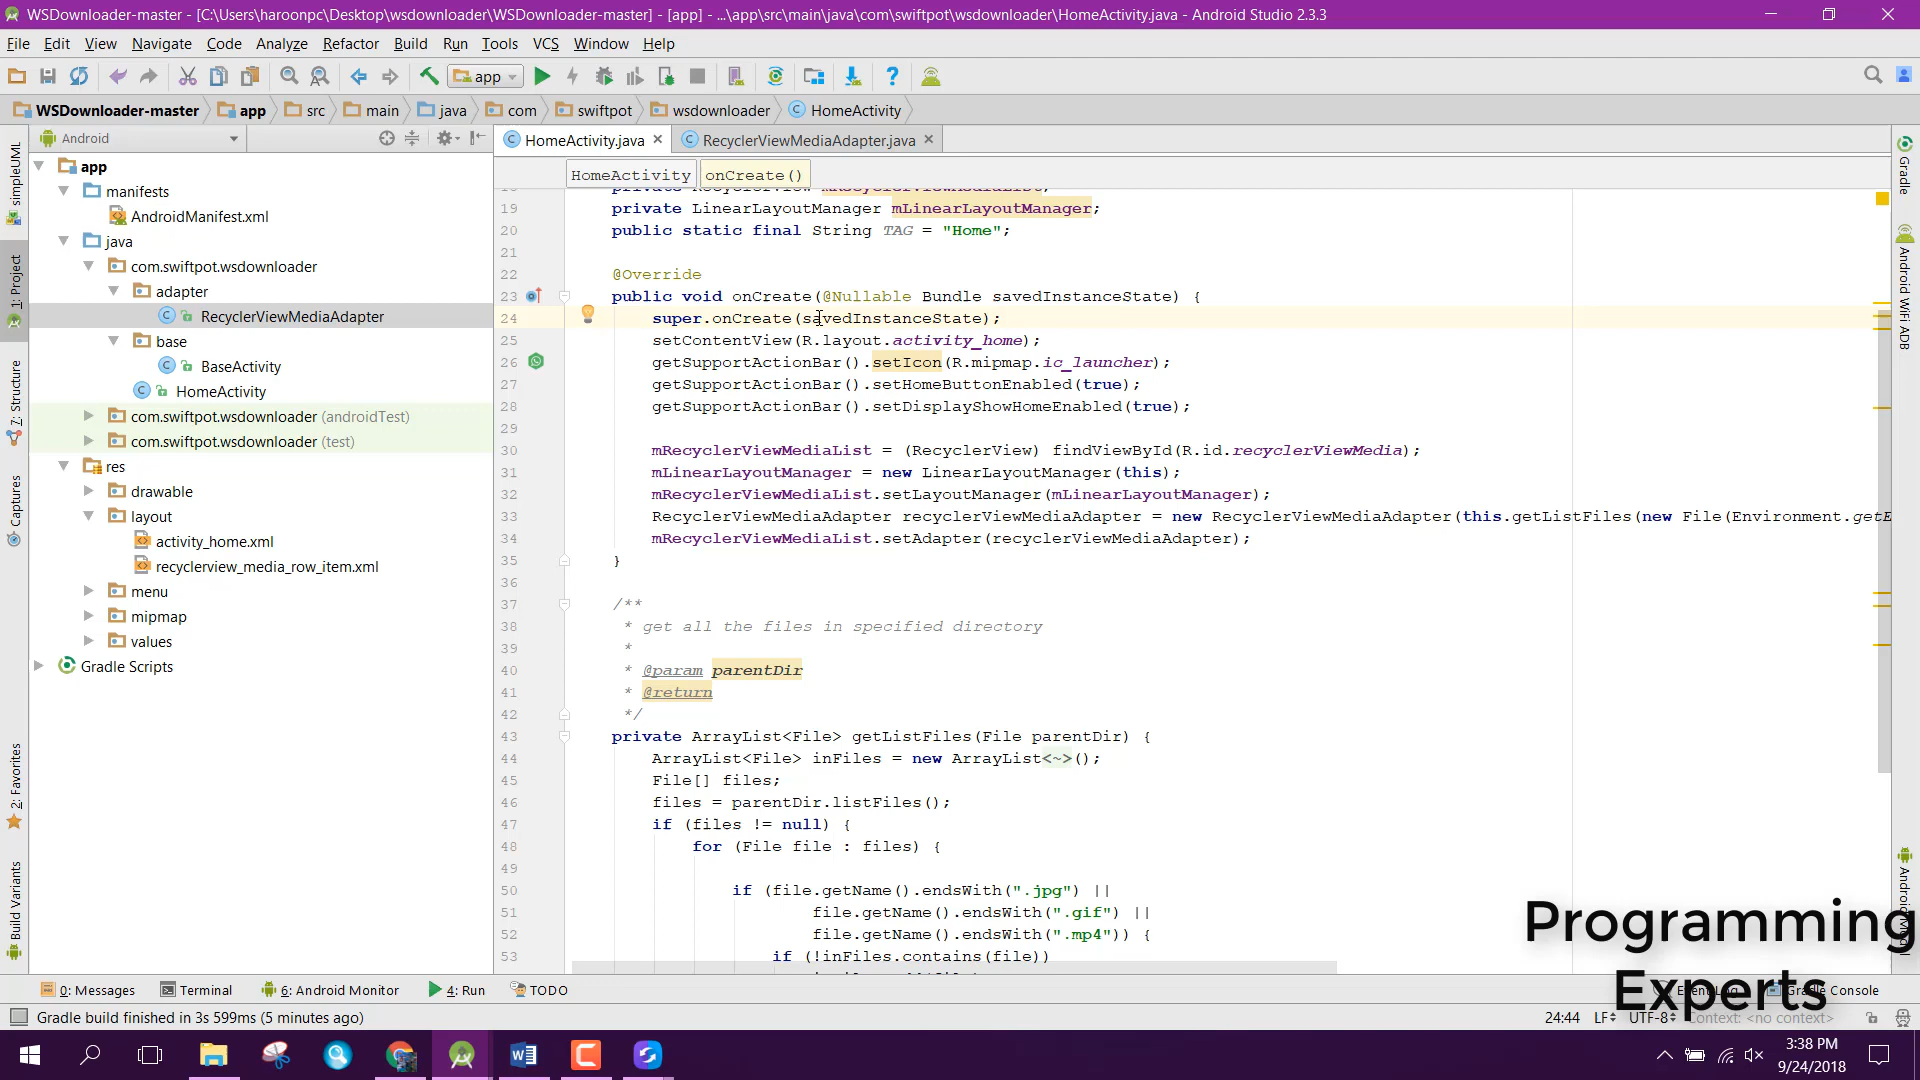 WSDownloader-master - [C:\Users\haroonpc\Desktop\wsdownloader\WSDownloader-master] - [app] - ...\app\src\main\java\com\swiftpot\wsdownloader\HomeActivity.java - Android Studio 2.3.3
File Edit View Navigate Code Analyze Refactor Build Run Tools VCS Window Help
app
WSDownloader-master app src main java com swiftpot wsdownloader HomeActivity
Android
HomeActivity.java RecyclerViewMediaAdapter.java
HomeActivity onCreate()
simpleUML
1: Project
7: Structure
Captures
2: Favorites
Build Variants
app
manifests
AndroidManifest.xml
java
com.swiftpot.wsdownloader
adapter
RecyclerViewMediaAdapter
base
BaseActivity
HomeActivity
com.swiftpot.wsdownloader (androidTest)
com.swiftpot.wsdownloader (test)
res
drawable
layout
activity_home.xml
recyclerview_media_row_item.xml
menu
mipmap
values
Gradle Scripts
19 private LinearLayoutManager mLinearLayoutManager;
20 public static final String TAG = "Home";
21
22 @Override
23 public void onCreate(@Nullable Bundle savedInstanceState) {
24 super.onCreate(savedInstanceState);
25 setContentView(R.layout.activity_home);
26 getSupportActionBar().setIcon(R.mipmap.ic_launcher);
27 getSupportActionBar().setHomeButtonEnabled(true);
28 getSupportActionBar().setDisplayShowHomeEnabled(true);
29
30 mRecyclerViewMediaList = (RecyclerView) findViewById(R.id.recyclerViewMedia);
31 mLinearLayoutManager = new LinearLayoutManager(this);
32 mRecyclerViewMediaList.setLayoutManager(mLinearLayoutManager);
33 RecyclerViewMediaAdapter recyclerViewMediaAdapter = new RecyclerViewMediaAdapter(this.getListFiles(new File(Environment.getE
34 mRecyclerViewMediaList.setAdapter(recyclerViewMediaAdapter);
35 }
36
37 /**
38 * get all the files in specified directory
39 *
40 * @param parentDir
41 * @return
42 */
43 private ArrayList<File> getListFiles(File parentDir) {
44 ArrayList<File> inFiles = new ArrayList<~>();
45 File[] files;
46 files = parentDir.listFiles();
47 if (files != null) {
48 for (File file : files) {
49
50 if (file.getName().endsWith(".jpg") ||
51 file.getName().endsWith(".gif") ||
52 file.getName().endsWith(".mp4")) {
53 if (!inFiles.contains(file))
Gradle
Android WiFi ADB
Programming
Experts
0: Messages Terminal 6: Android Monitor 4: Run TODO Gradle Console
Gradle build finished in 3s 599ms (5 minutes ago)
24:44 LF UTF-8 Context: <no context>
3:38 PM
9/24/2018